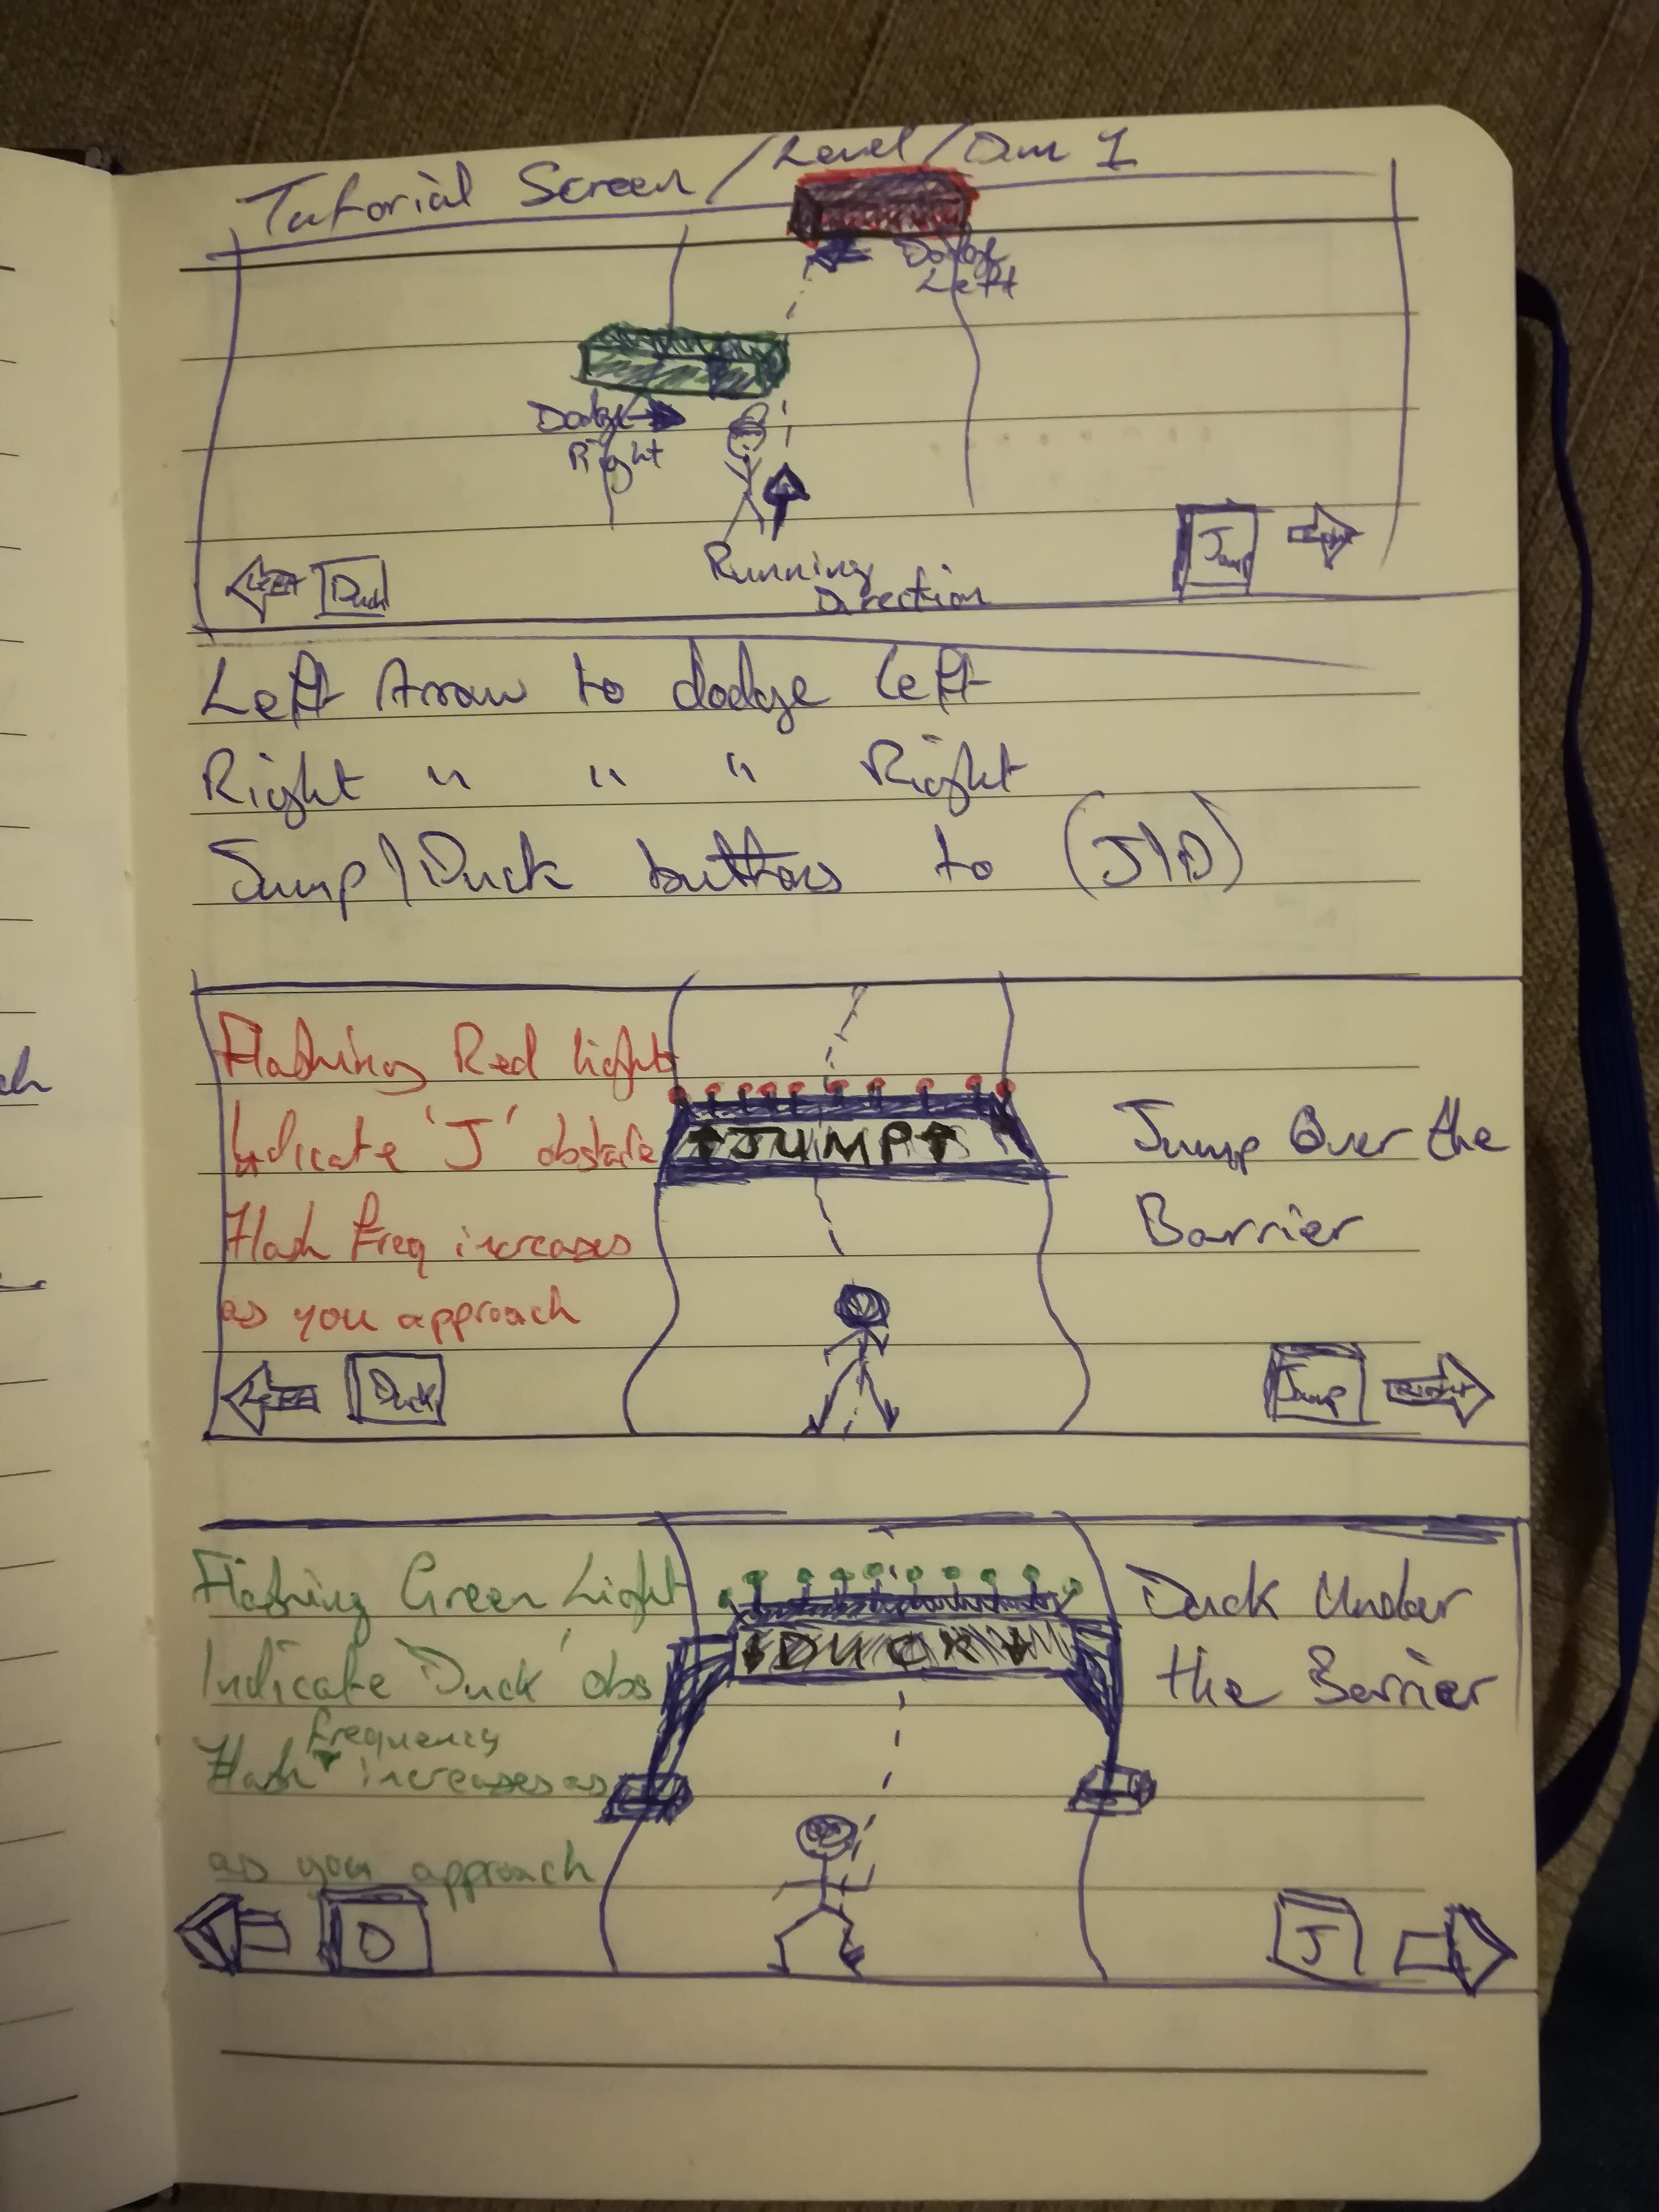 Tutorial Screen / Level / Dum 1
Dodge
Left
Dodge
Right
Running
Direction
Left
Duck
Jump
Left Arrow to dodge left
Right " " " Right
Jump/Duck buttons to (J/D)
Flashing Red lights
Indicate 'J' obstacle
Flash Freq increases
as you approach
JUMP
Jump Over the
Barrier
Left
Duck
Jump
Right
Flashing Green Light
Indicate 'Duck' obs
Frequency
Flash increases as
as you approach
DUCK
Duck Under
the Barrier
D
J